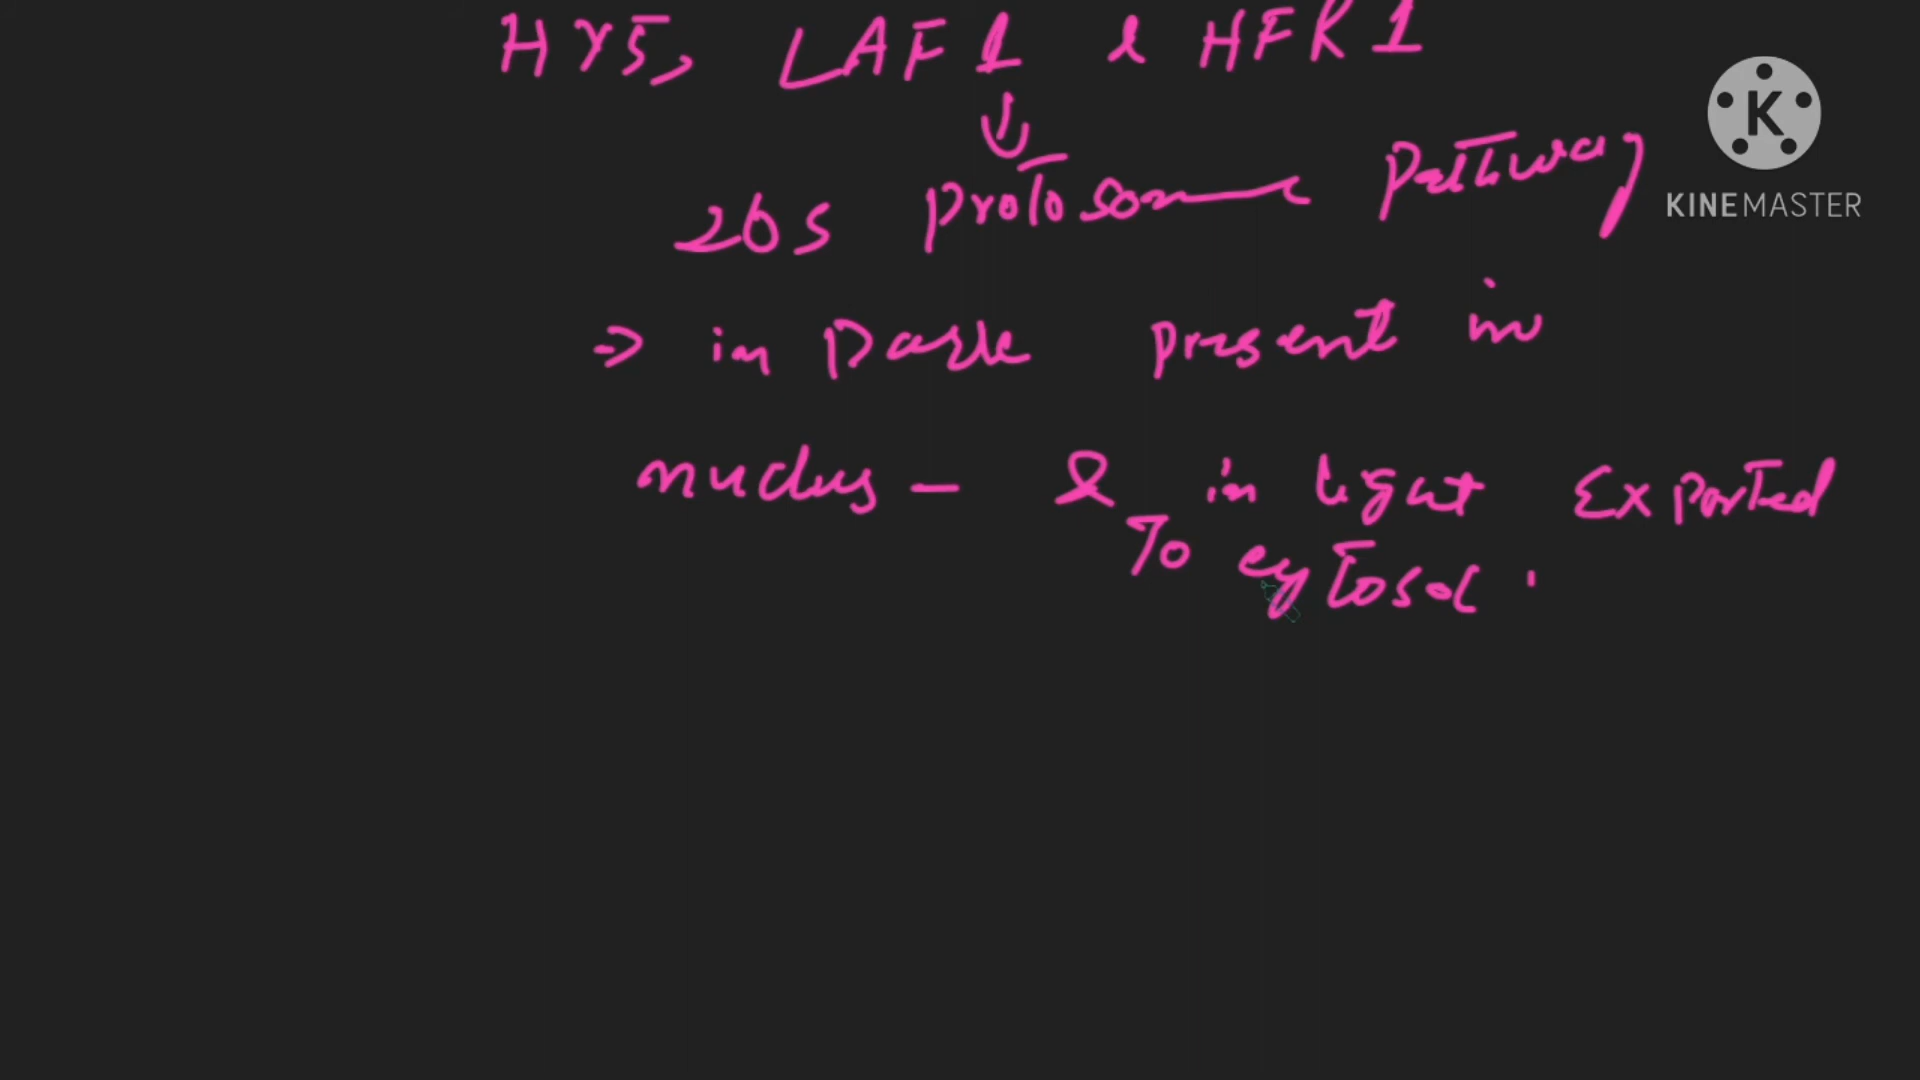 HY5, LAF1 & HFR1
26s Protosome Pathway
K
KINEMASTER
=> in Dark present in
nucleus - & in light Exported
To cytosol.